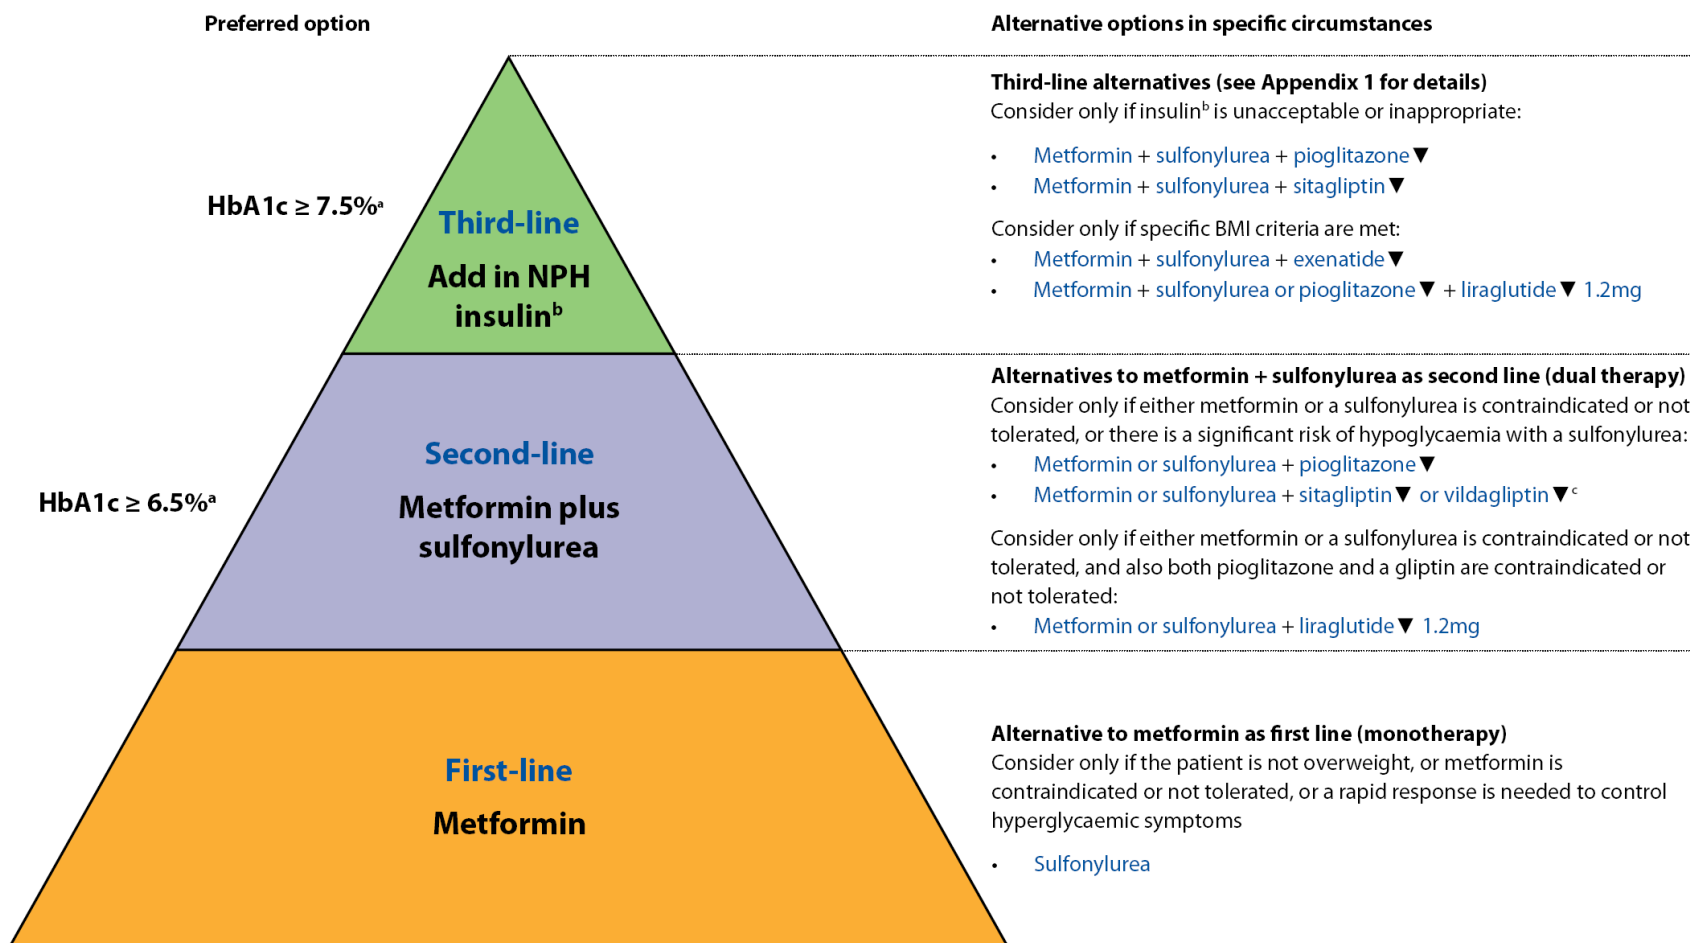 Preferred option
Alternative options in specific circumstances
HbA1c ≥ 7.5%ᵃ
Third-line
Add in NPH
insulinᵇ
Third-line alternatives (see Appendix 1 for details)
Consider only if insulinᵇ is unacceptable or inappropriate:
• Metformin + sulfonylurea + pioglitazone▼
• Metformin + sulfonylurea + sitagliptin▼
Consider only if specific BMI criteria are met:
• Metformin + sulfonylurea + exenatide▼
• Metformin + sulfonylurea or pioglitazone▼ + liraglutide▼ 1.2mg
HbA1c ≥ 6.5%ᵃ
Second-line
Metformin plus
sulfonylurea
Alternatives to metformin + sulfonylurea as second line (dual therapy)
Consider only if either metformin or a sulfonylurea is contraindicated or not
tolerated, or there is a significant risk of hypoglycaemia with a sulfonylurea:
• Metformin or sulfonylurea + pioglitazone▼
• Metformin or sulfonylurea + sitagliptin▼ or vildagliptin▼ᶜ
Consider only if either metformin or a sulfonylurea is contraindicated or not
tolerated, and also both pioglitazone and a gliptin are contraindicated or
not tolerated:
• Metformin or sulfonylurea + liraglutide▼ 1.2mg
First-line
Metformin
Alternative to metformin as first line (monotherapy)
Consider only if the patient is not overweight, or metformin is
contraindicated or not tolerated, or a rapid response is needed to control
hyperglycaemic symptoms
• Sulfonylurea